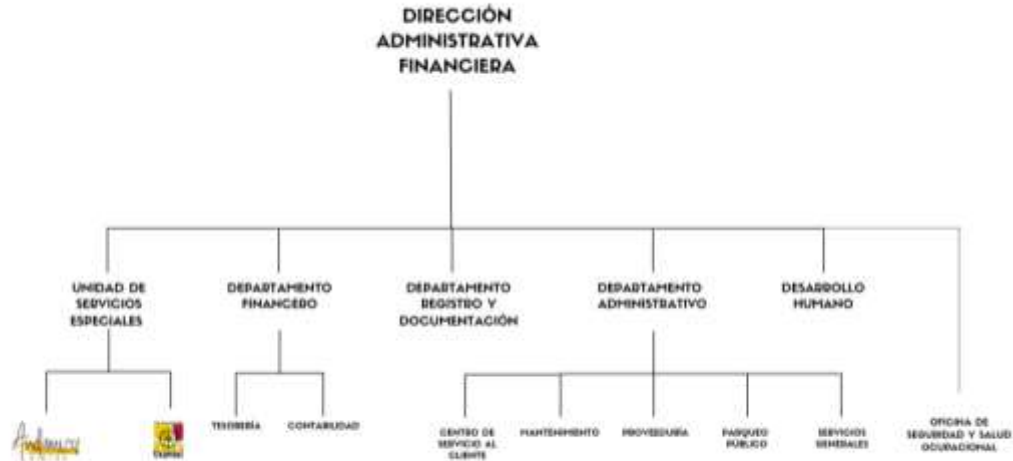 DIRECCIÓN
ADMINISTRATIVA
FINANCIERA
UNIDAD DE
SERVICIOS
ESPECIALES
DEPARTAMENTO
FINANCERO
DEPARTAMENTO
REGISTRO Y
DOCUMENTACIÓN
DEPARTAMENTO
ADMINISTRATIVO
DESARROLLO
HUMANO
TESORERÍA
CONTABILIDAD
CENTRO DE
SERVICIO AL
CLIENTE
MANTENIMIENTO
PROVEEDURÍA
PARQUEO
PÚBLICO
SERVICIOS
GENERALES
OFICINA DE
SEGURIDAD Y SALUD
OCUPACIONAL